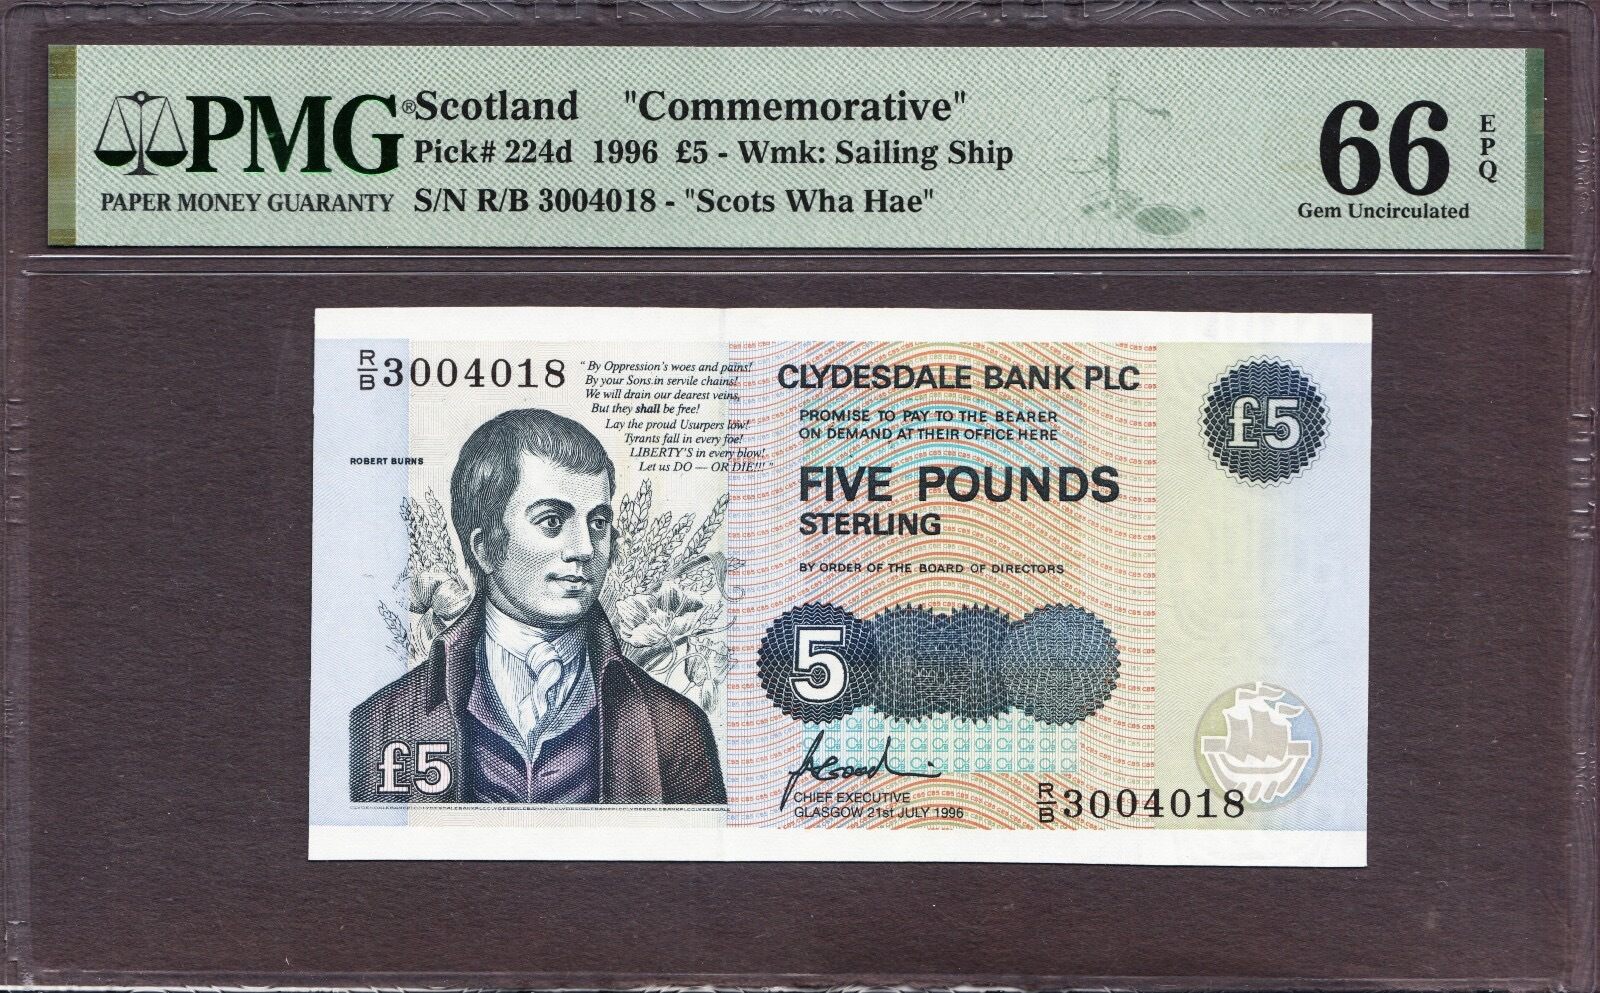 PMG®
PAPER MONEY GUARANTY
Scotland "Commemorative"
Pick# 224d 1996 £5 - Wmk: Sailing Ship
S/N R/B 3004018 - "Scots Wha Hae"
66 EPQ
Gem Uncirculated
R/B 3004018
"By Oppression's woes and pains!
By your Sons in servile chains!
We will drain our dearest veins,
But they shall be free!
Lay the proud Usurpers low!
Tyrants fall in every foe!
LIBERTY'S in every blow!
Let us DO — OR DIE!!!"
ROBERT BURNS
£5
CLYDESDALE BANK PLC
PROMISE TO PAY TO THE BEARER
ON DEMAND AT THEIR OFFICE HERE
FIVE POUNDS
STERLING
BY ORDER OF THE BOARD OF DIRECTORS
5
CHIEF EXECUTIVE
GLASGOW 21st JULY 1996
£5
R/B 3004018